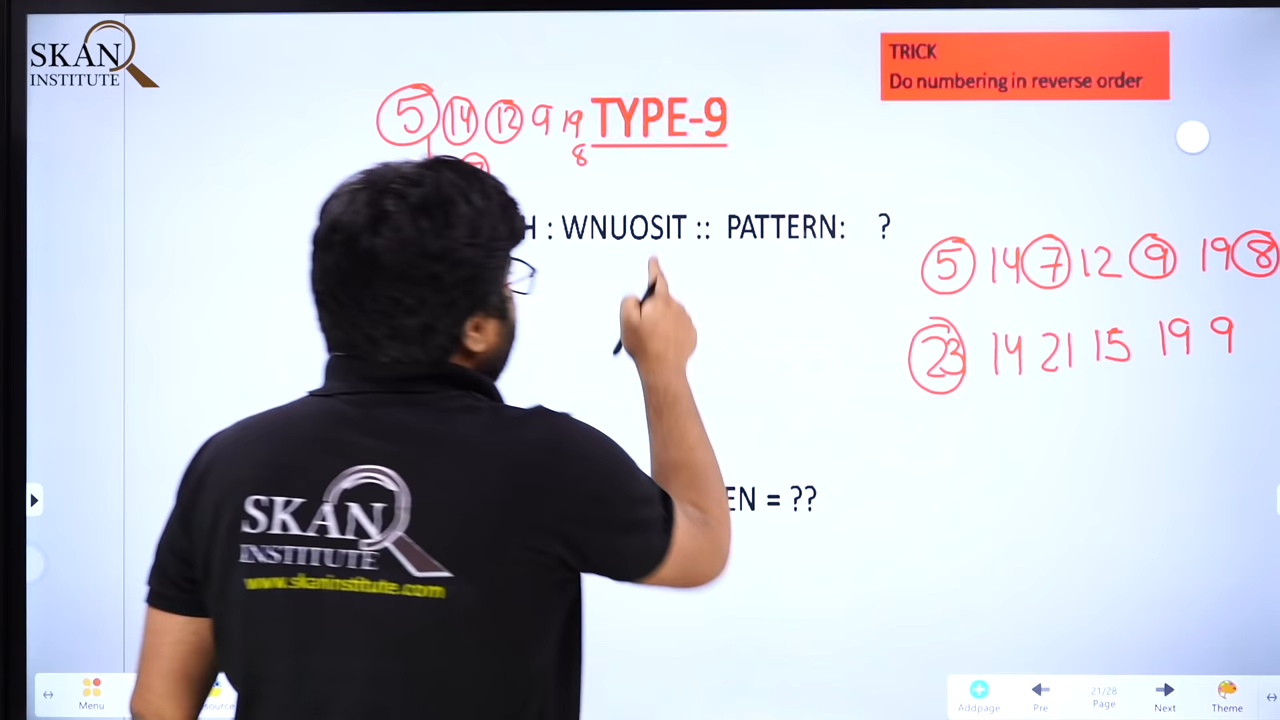 SKAN
INSTITUTE
TRICK
Do numbering in reverse order
5 14 12 9 19 TYPE-9
8
H : WNUOSIT :: PATTERN: ?
5 14 7 12 9 19 8
23 14 21 15 19 9
EN = ??
SKAN
INSTITUTE
www.skaninstitute.com
Menu
Addpage
Pre
21/28
Page
Next
Theme